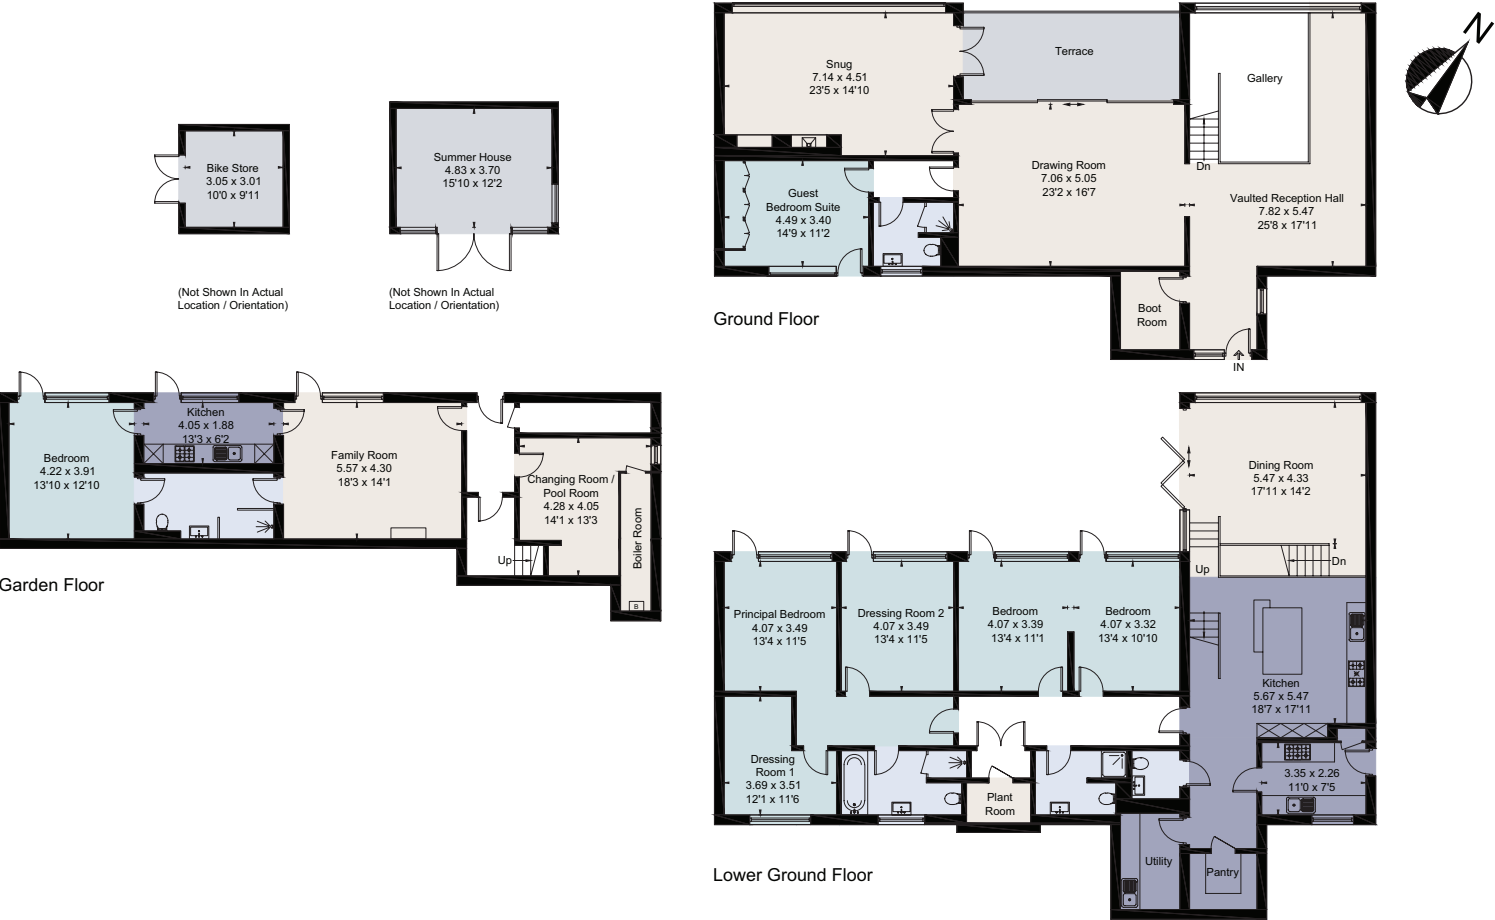 N
Snug
7.14 x 4.51
23'5 x 14'10
Terrace
Gallery
Dn
Drawing Room
7.06 x 5.05
23'2 x 16'7
Vaulted Reception Hall
7.82 x 5.47
25'8 x 17'11
Guest
Bedroom Suite
4.49 x 3.40
14'9 x 11'2
Boot
Room
IN
Ground Floor
Bike Store
3.05 x 3.01
10'0 x 9'11
(Not Shown In Actual
Location / Orientation)
Summer House
4.83 x 3.70
15'10 x 12'2
(Not Shown In Actual
Location / Orientation)
Bedroom
4.22 x 3.91
13'10 x 12'10
Kitchen
4.05 x 1.88
13'3 x 6'2
Family Room
5.57 x 4.30
18'3 x 14'1
Changing Room /
Pool Room
4.28 x 4.05
14'1 x 13'3
Boiler Room
B
Up
Garden Floor
Dining Room
5.47 x 4.33
17'11 x 14'2
Up
Dn
Principal Bedroom
4.07 x 3.49
13'4 x 11'5
Dressing Room 2
4.07 x 3.49
13'4 x 11'5
Bedroom
4.07 x 3.39
13'4 x 11'1
Bedroom
4.07 x 3.32
13'4 x 10'10
Kitchen
5.67 x 5.47
18'7 x 17'11
Dressing
Room 1
3.69 x 3.51
12'1 x 11'6
Plant
Room
3.35 x 2.26
11'0 x 7'5
Utility
Pantry
Lower Ground Floor